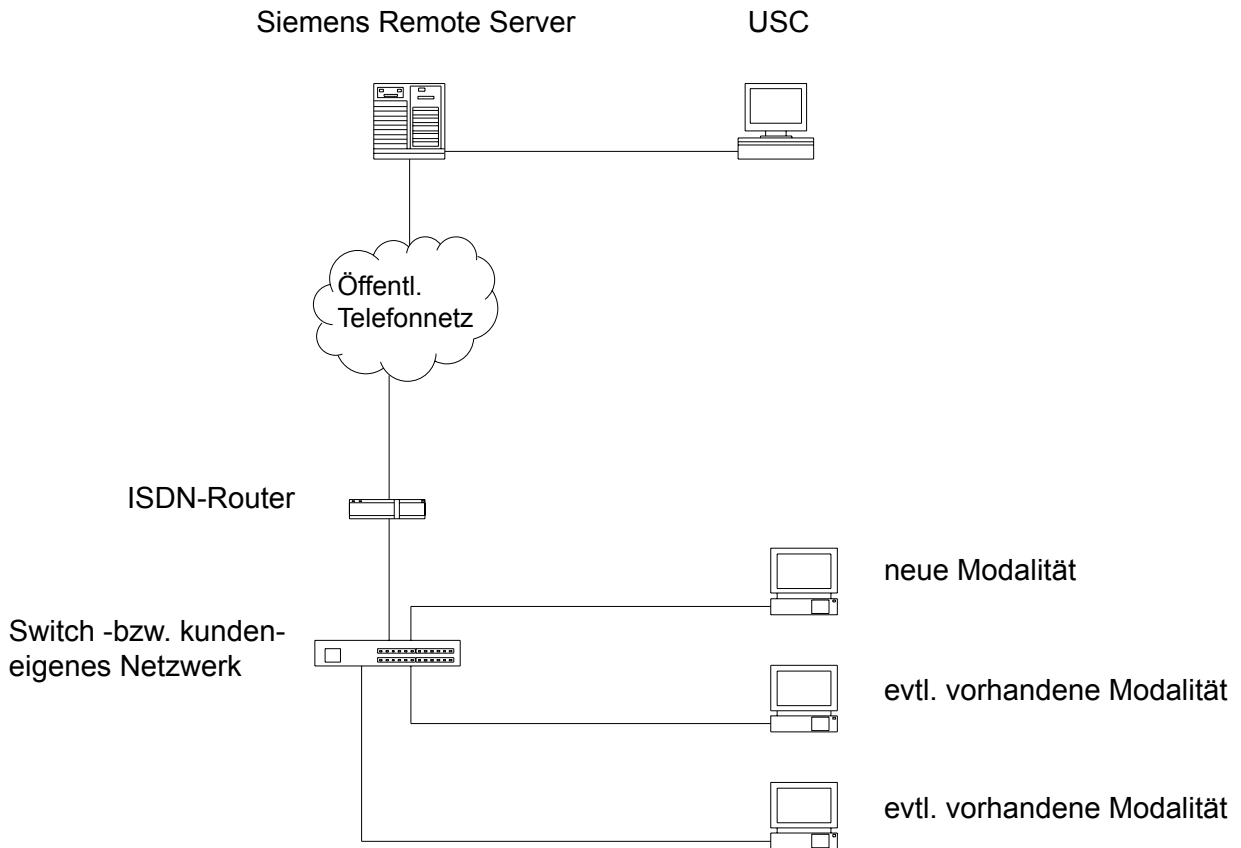 Siemens Remote Server
USC
Öffentl.
Telefonnetz
ISDN-Router
neue Modalität
Switch -bzw. kunden-
eigenes Netzwerk
evtl. vorhandene Modalität
evtl. vorhandene Modalität